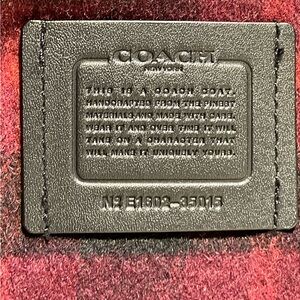 COACH
NEW YORK
THIS IS A COACH COAT.
HANDCRAFTED FROM THE FINEST
MATERIALS AND MADE WITH CARE.
WEAR IT AND OVER TIME IT WILL
TAKE ON A CHARACTER THAT
WILL MAKE IT UNIQUELY YOURS.
Nº E1602-35015